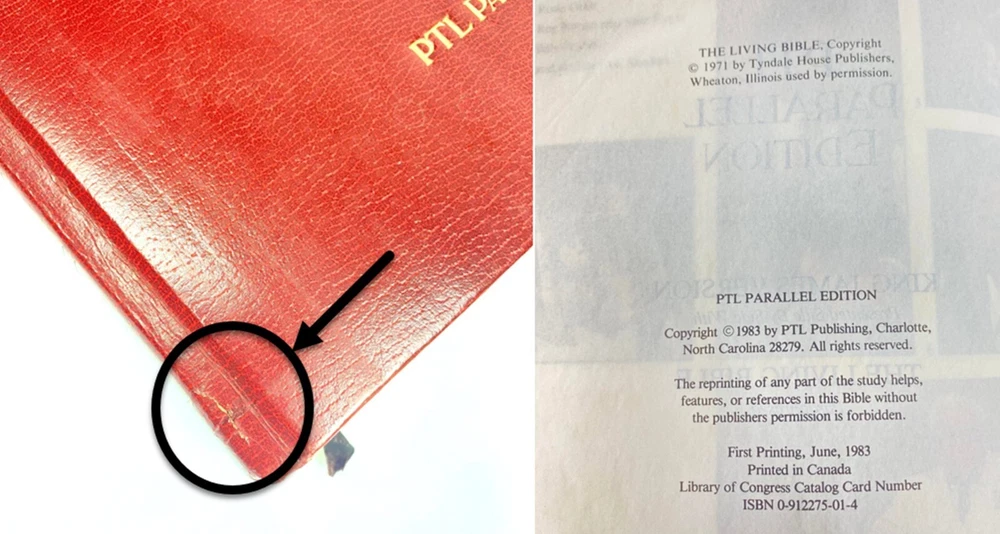 PTL PA
THE LIVING BIBLE, Copyright
© 1971 by Tyndale House Publishers,
Wheaton, Illinois used by permission.
PTL PARALLEL EDITION
Copyright ©1983 by PTL Publishing, Charlotte,
North Carolina 28279. All rights reserved.
The reprinting of any part of the study helps,
features, or references in this Bible without
the publishers permission is forbidden.
First Printing, June, 1983
Printed in Canada
Library of Congress Catalog Card Number
ISBN 0-912275-01-4